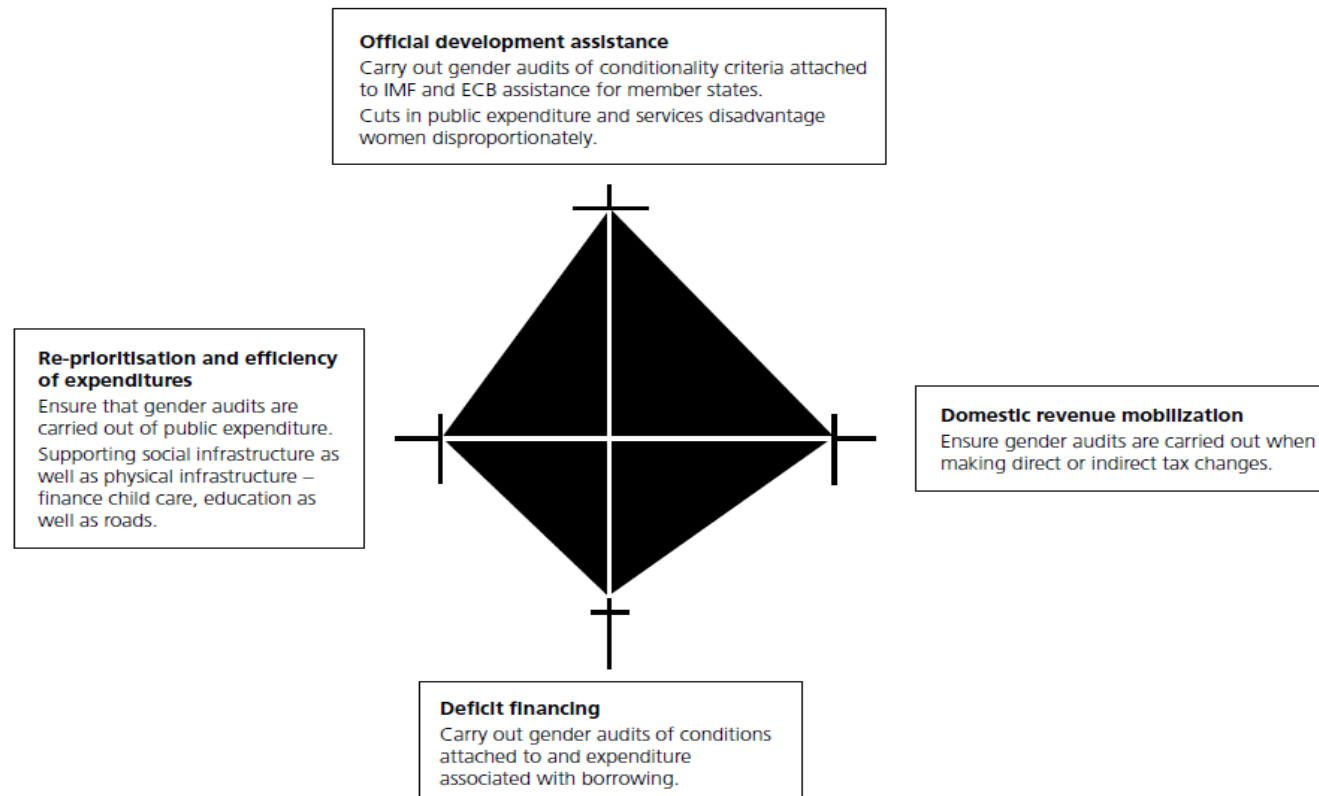 Official development assistance
Carry out gender audits of conditionality criteria attached
to IMF and ECB assistance for member states.
Cuts in public expenditure and services disadvantage
women disproportionately.
Re-prioritisation and efficiency
of expenditures
Ensure that gender audits are
carried out of public expenditure.
Supporting social infrastructure as
well as physical infrastructure –
finance child care, education as
well as roads.
Domestic revenue mobilization
Ensure gender audits are carried out when
making direct or indirect tax changes.
Deficit financing
Carry out gender audits of conditions
attached to and expenditure
associated with borrowing.